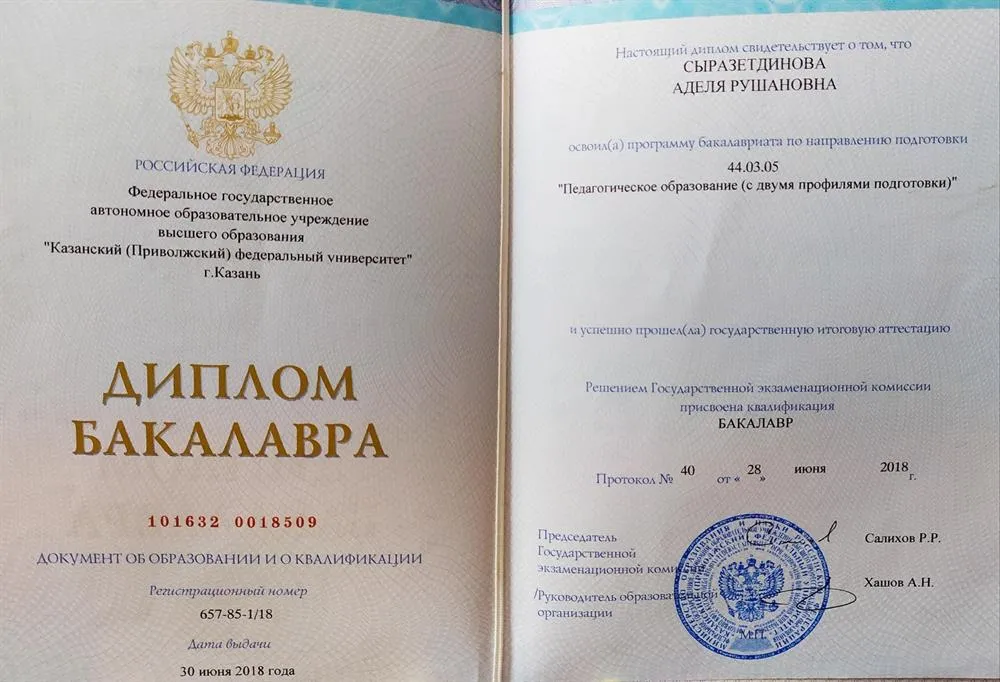 РОССИЙСКАЯ ФЕДЕРАЦИЯ
Федеральное государственное
автономное образовательное учреждение
высшего образования
"Казанский (Приволжский) федеральный университет"
г.Казань
ДИПЛОМ
БАКАЛАВРА
101632 0018509
ДОКУМЕНТ ОБ ОБРАЗОВАНИИ И О КВАЛИФИКАЦИИ
Регистрационный номер
657-85-1/18
Дата выдачи
30 июня 2018 года
Настоящий диплом свидетельствует о том, что
СЫРАЗЕТДИНОВА
АДЕЛЯ РУШАНОВНА
освоил(а) программу бакалавриата по направлению подготовки
44.03.05
"Педагогическое образование (с двумя профилями подготовки)"
и успешно прошел(ла) государственную итоговую аттестацию
Решением Государственной экзаменационной комиссии
присвоена квалификация
БАКАЛАВР
Протокол № 40 от « 28 » июня 2018 г.
Председатель
Государственной
экзаменационной комиссии
Салихов Р.Р.
/Руководитель образовательной
организации
Хашов А.Н.
М.П.